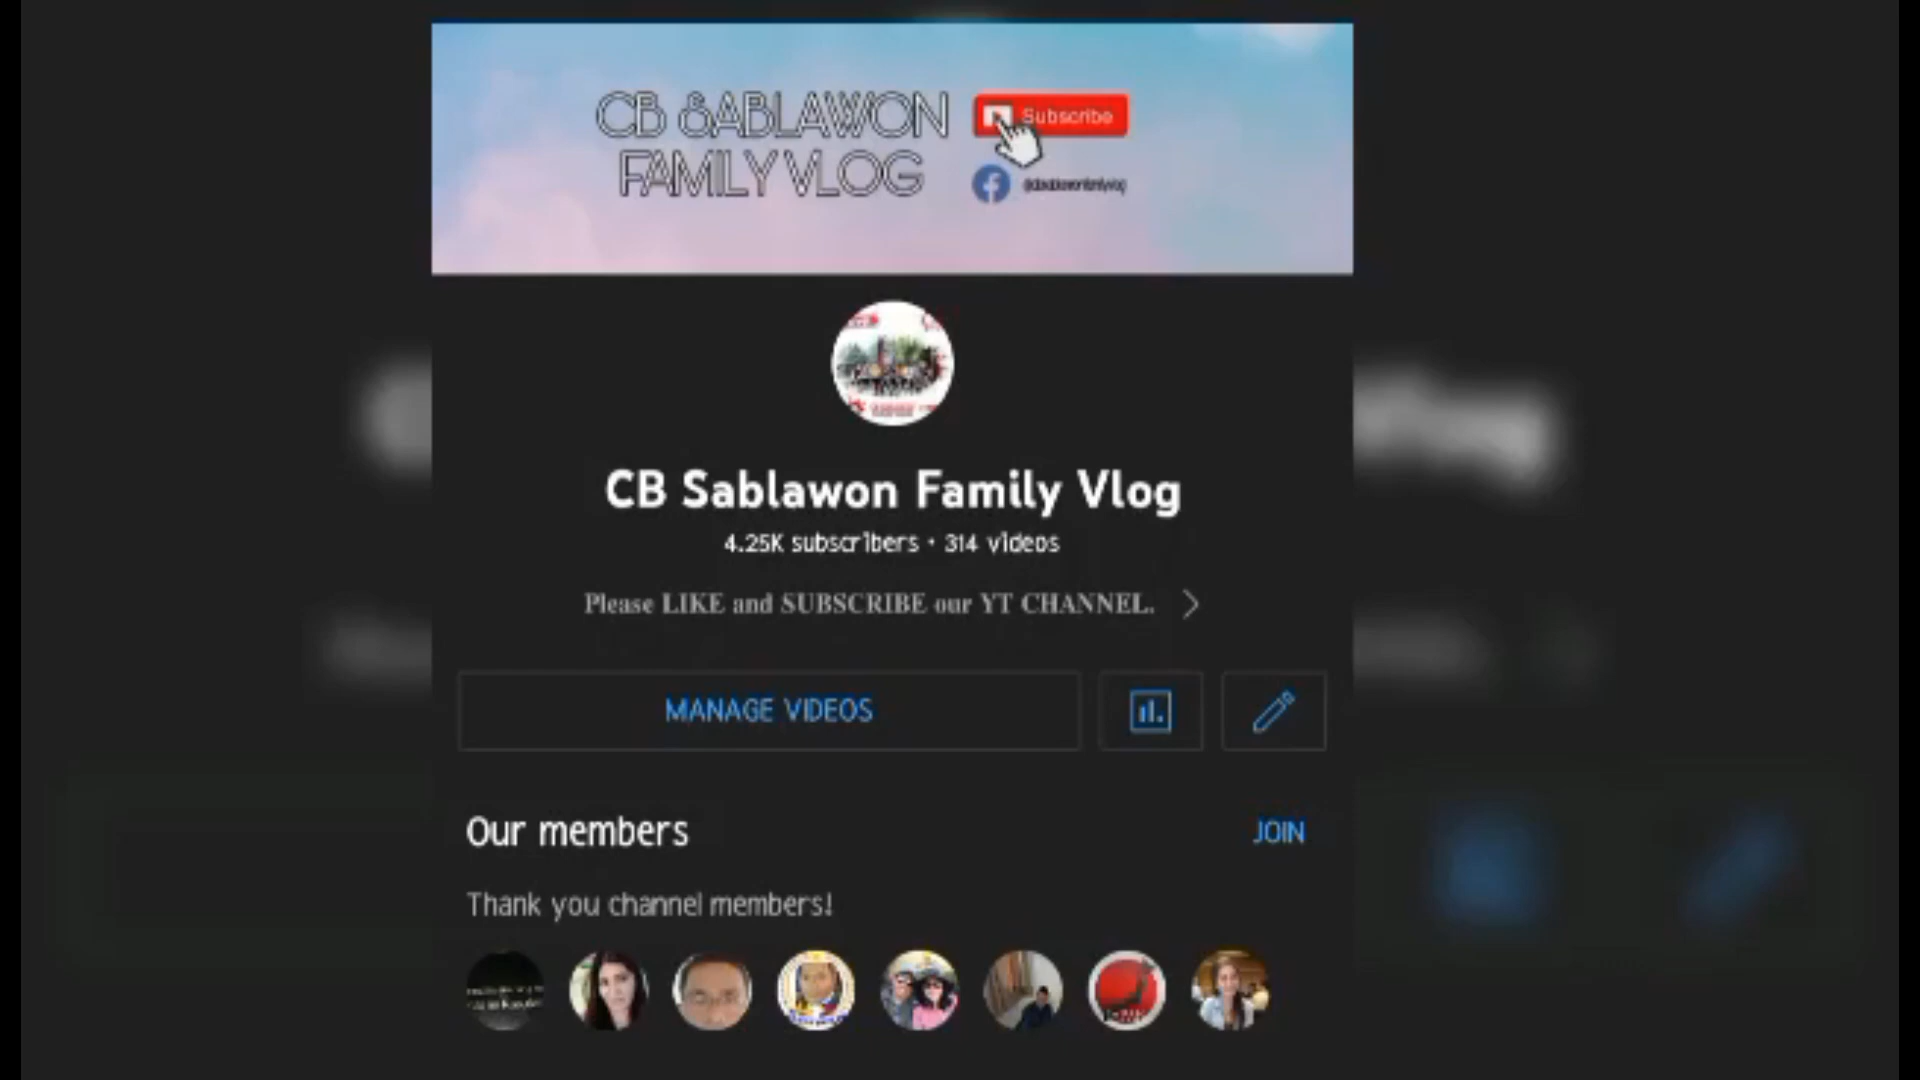 CB SABLAWON
FAMILY VLOG
Subscribe
CB Sablawon Family Vlog
4.25K subscribers • 314 videos
Please LIKE and SUBSCRIBE our YT CHANNEL.
MANAGE VIDEOS
Our members
JOIN
Thank you channel members!